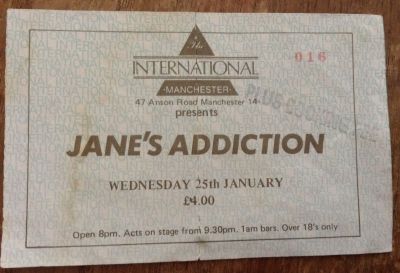 The
INTERNATIONAL
·MANCHESTER·
016
47 Anson Road Manchester 14
presents
JANE'S ADDICTION
WEDNESDAY 25th JANUARY
£4.00
Open 8pm. Acts on stage from 9.30pm. 1am bars. Over 18's only